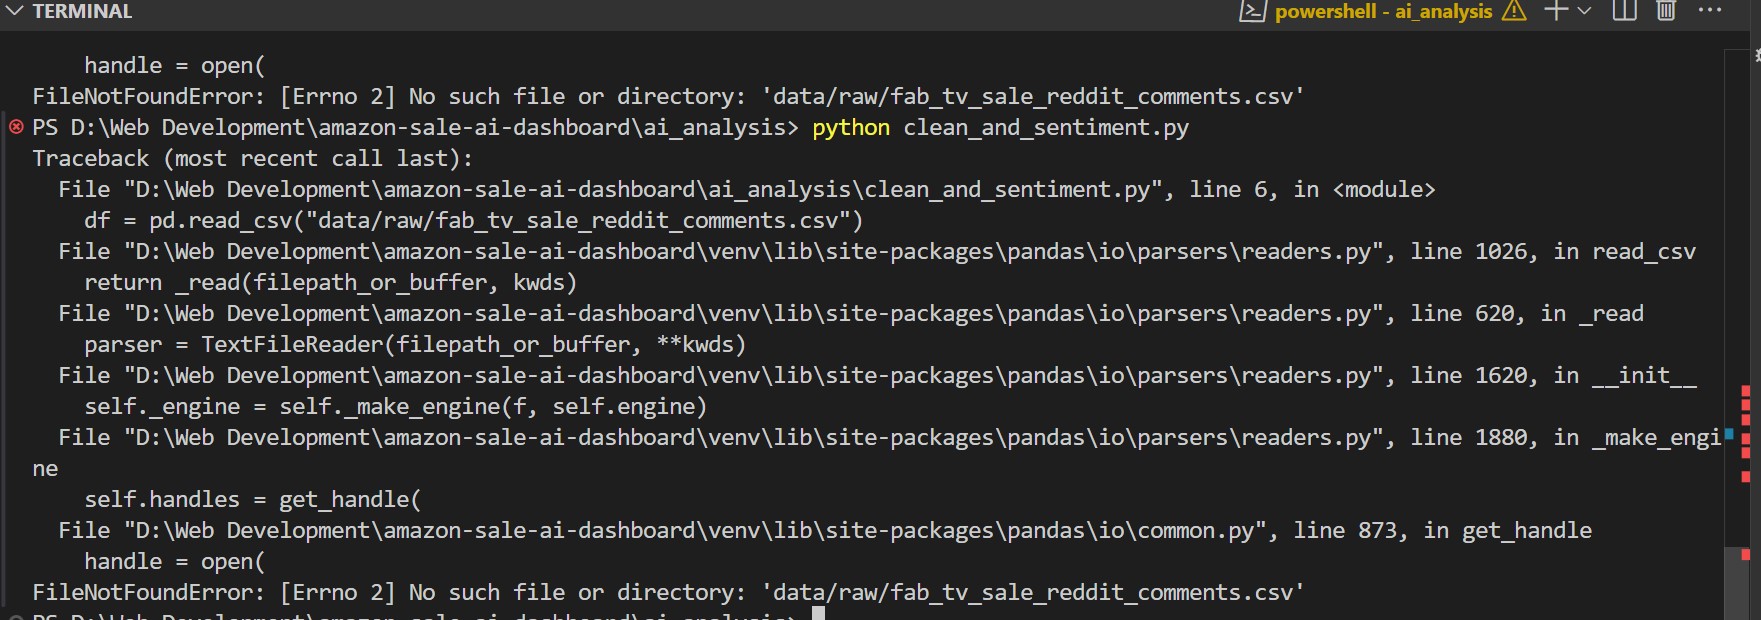 TERMINAL
powershell - ai_analysis
handle = open(
FileNotFoundError: [Errno 2] No such file or directory: 'data/raw/fab_tv_sale_reddit_comments.csv'
PS D:\Web Development\amazon-sale-ai-dashboard\ai_analysis> python clean_and_sentiment.py
Traceback (most recent call last):
File "D:\Web Development\amazon-sale-ai-dashboard\ai_analysis\clean_and_sentiment.py", line 6, in <module>
df = pd.read_csv("data/raw/fab_tv_sale_reddit_comments.csv")
File "D:\Web Development\amazon-sale-ai-dashboard\venv\lib\site-packages\pandas\io\parsers\readers.py", line 1026, in read_csv
return _read(filepath_or_buffer, kwds)
File "D:\Web Development\amazon-sale-ai-dashboard\venv\lib\site-packages\pandas\io\parsers\readers.py", line 620, in _read
parser = TextFileReader(filepath_or_buffer, **kwds)
File "D:\Web Development\amazon-sale-ai-dashboard\venv\lib\site-packages\pandas\io\parsers\readers.py", line 1620, in __init__
self._engine = self._make_engine(f, self.engine)
File "D:\Web Development\amazon-sale-ai-dashboard\venv\lib\site-packages\pandas\io\parsers\readers.py", line 1880, in _make_engi
ne
self.handles = get_handle(
File "D:\Web Development\amazon-sale-ai-dashboard\venv\lib\site-packages\pandas\io\common.py", line 873, in get_handle
handle = open(
FileNotFoundError: [Errno 2] No such file or directory: 'data/raw/fab_tv_sale_reddit_comments.csv'
PS D:\Web Development\amazon-sale-ai-dashboard\ai_analysis>